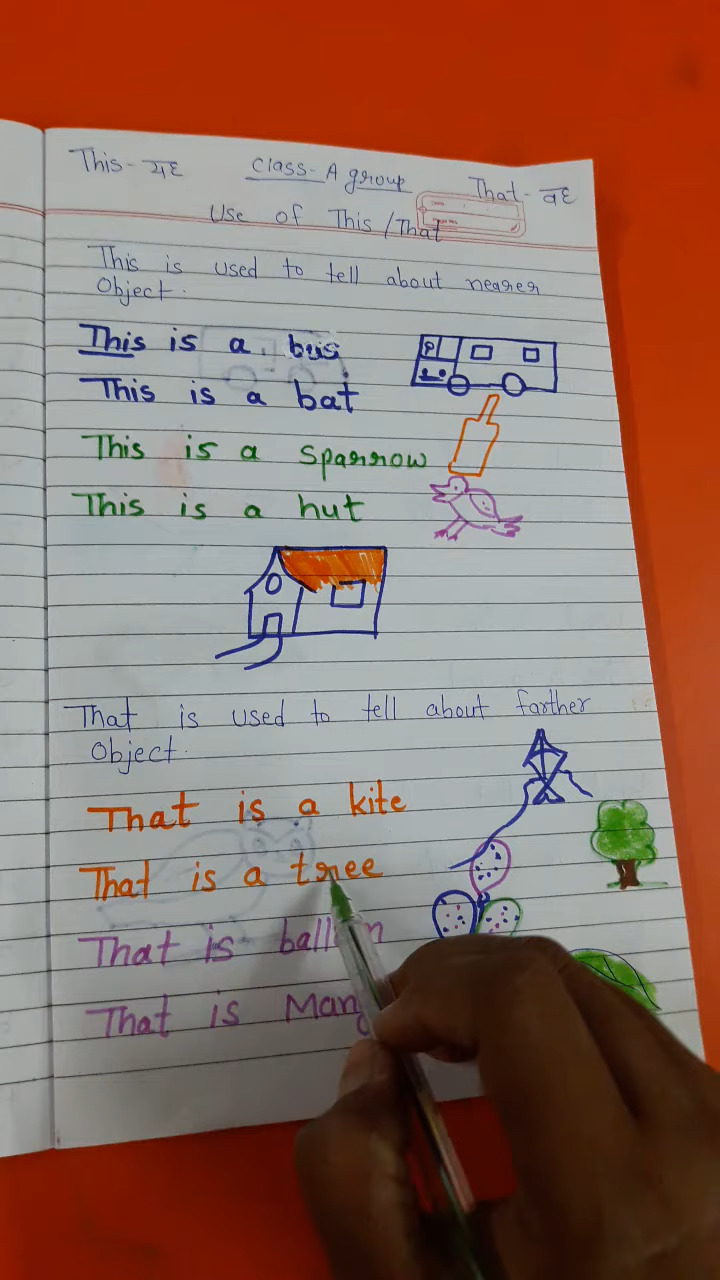 This- यह Class-A group That- वह
Use of This/That
This is used to tell about nearer
Object.
This is a bus
This is a bat
This is a sparrow
This is a hut
That is used to tell about farther
Object.
That is a kite
That is a tree
That is
That is